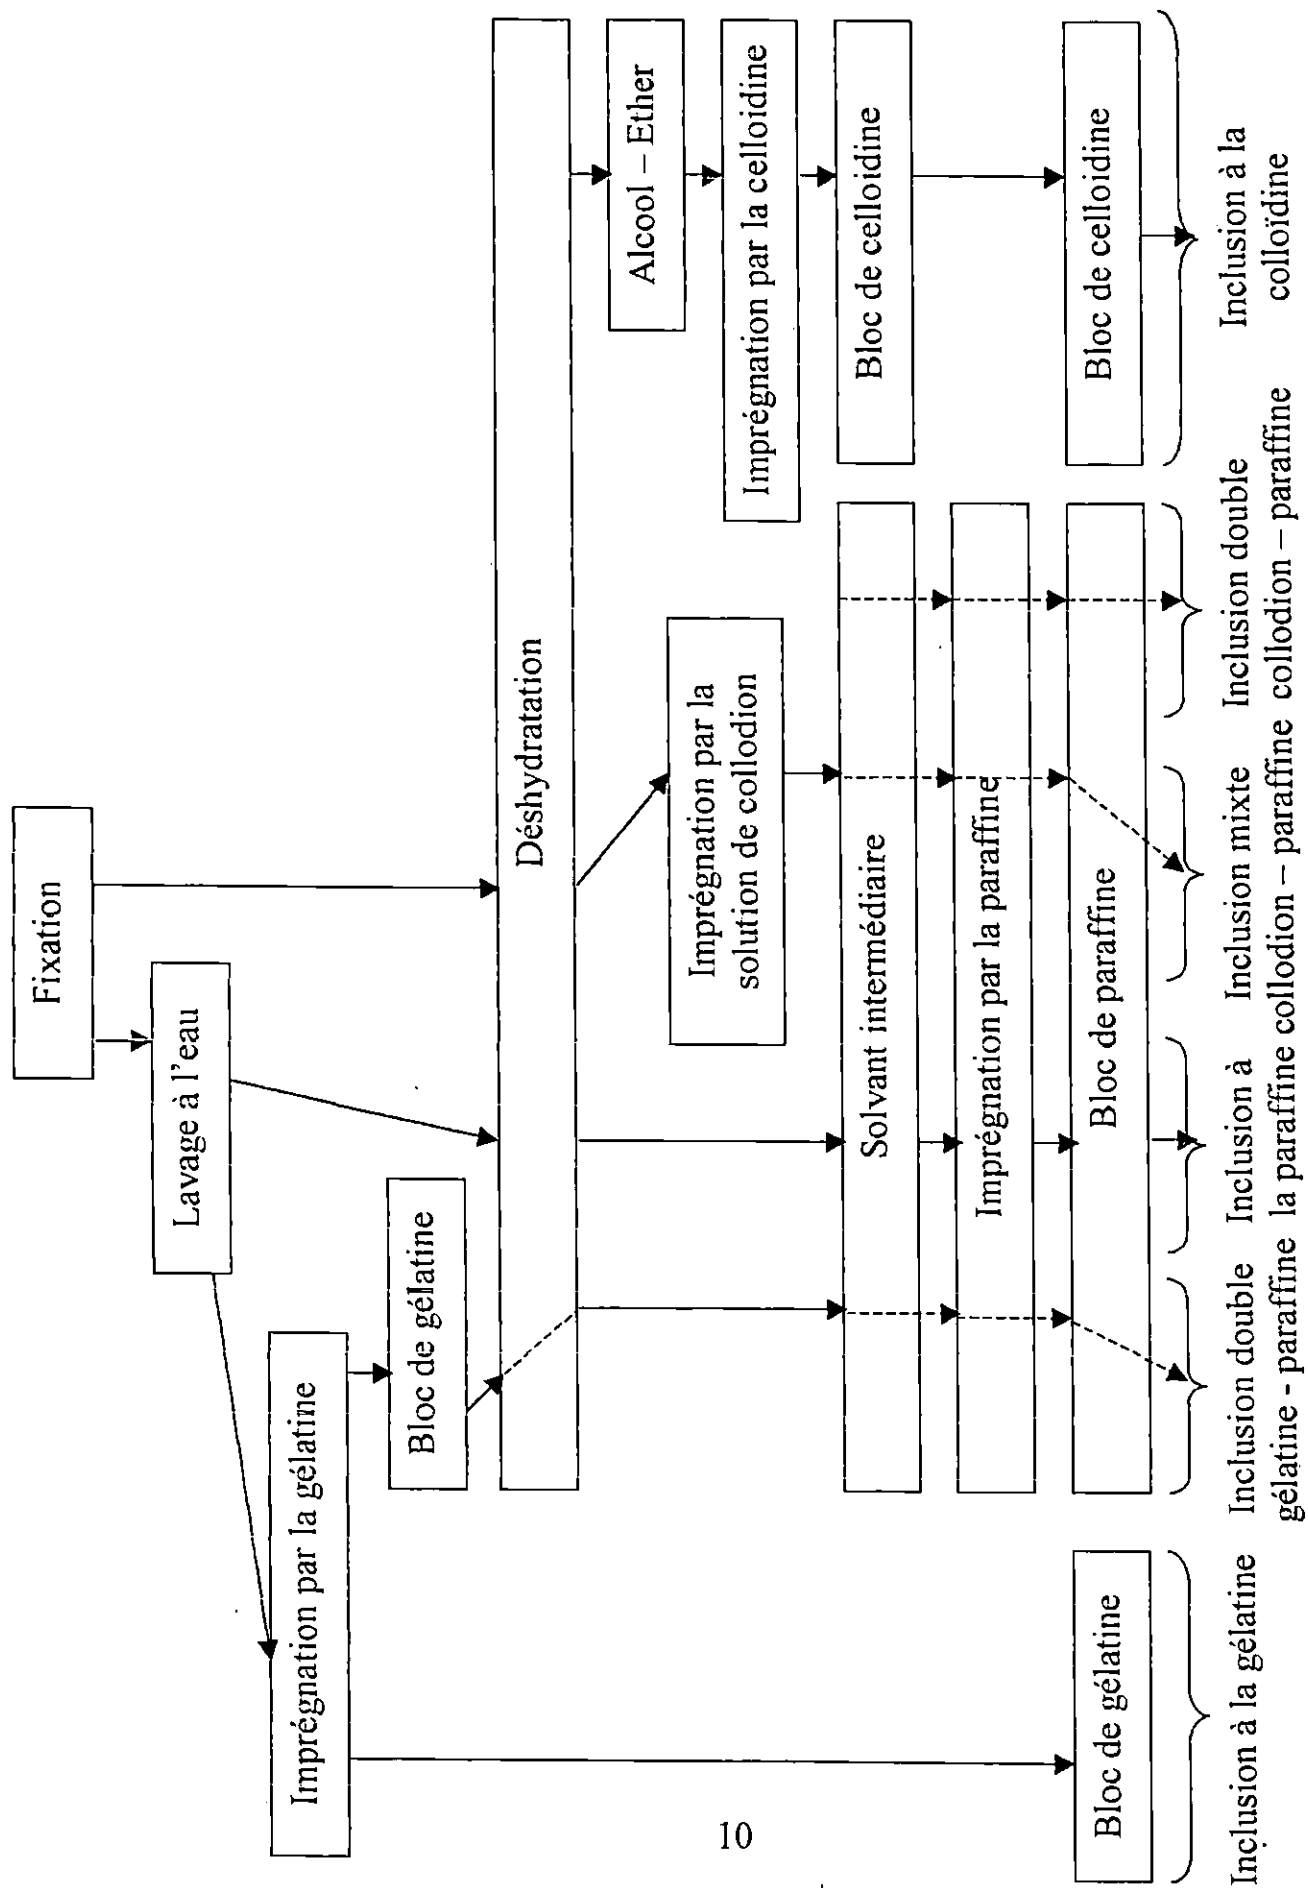 Fixation
Lavage à l'eau
Imprégnation par la gélatine
Bloc de gélatine
Déshydratation
Alcool – Ether
Imprégnation par la
solution de collodion
Imprégnation par la celloidine
Solvant intermédiaire
Bloc de celloidine
Imprégnation par la paraffine
Bloc de gélatine
Bloc de paraffine
Bloc de celloidine
Inclusion à la gélatine
Inclusion double
gélatine - paraffine
Inclusion à
la paraffine
Inclusion mixte
collodion – paraffine
Inclusion double
collodion – paraffine
Inclusion à la
colloïdine
10